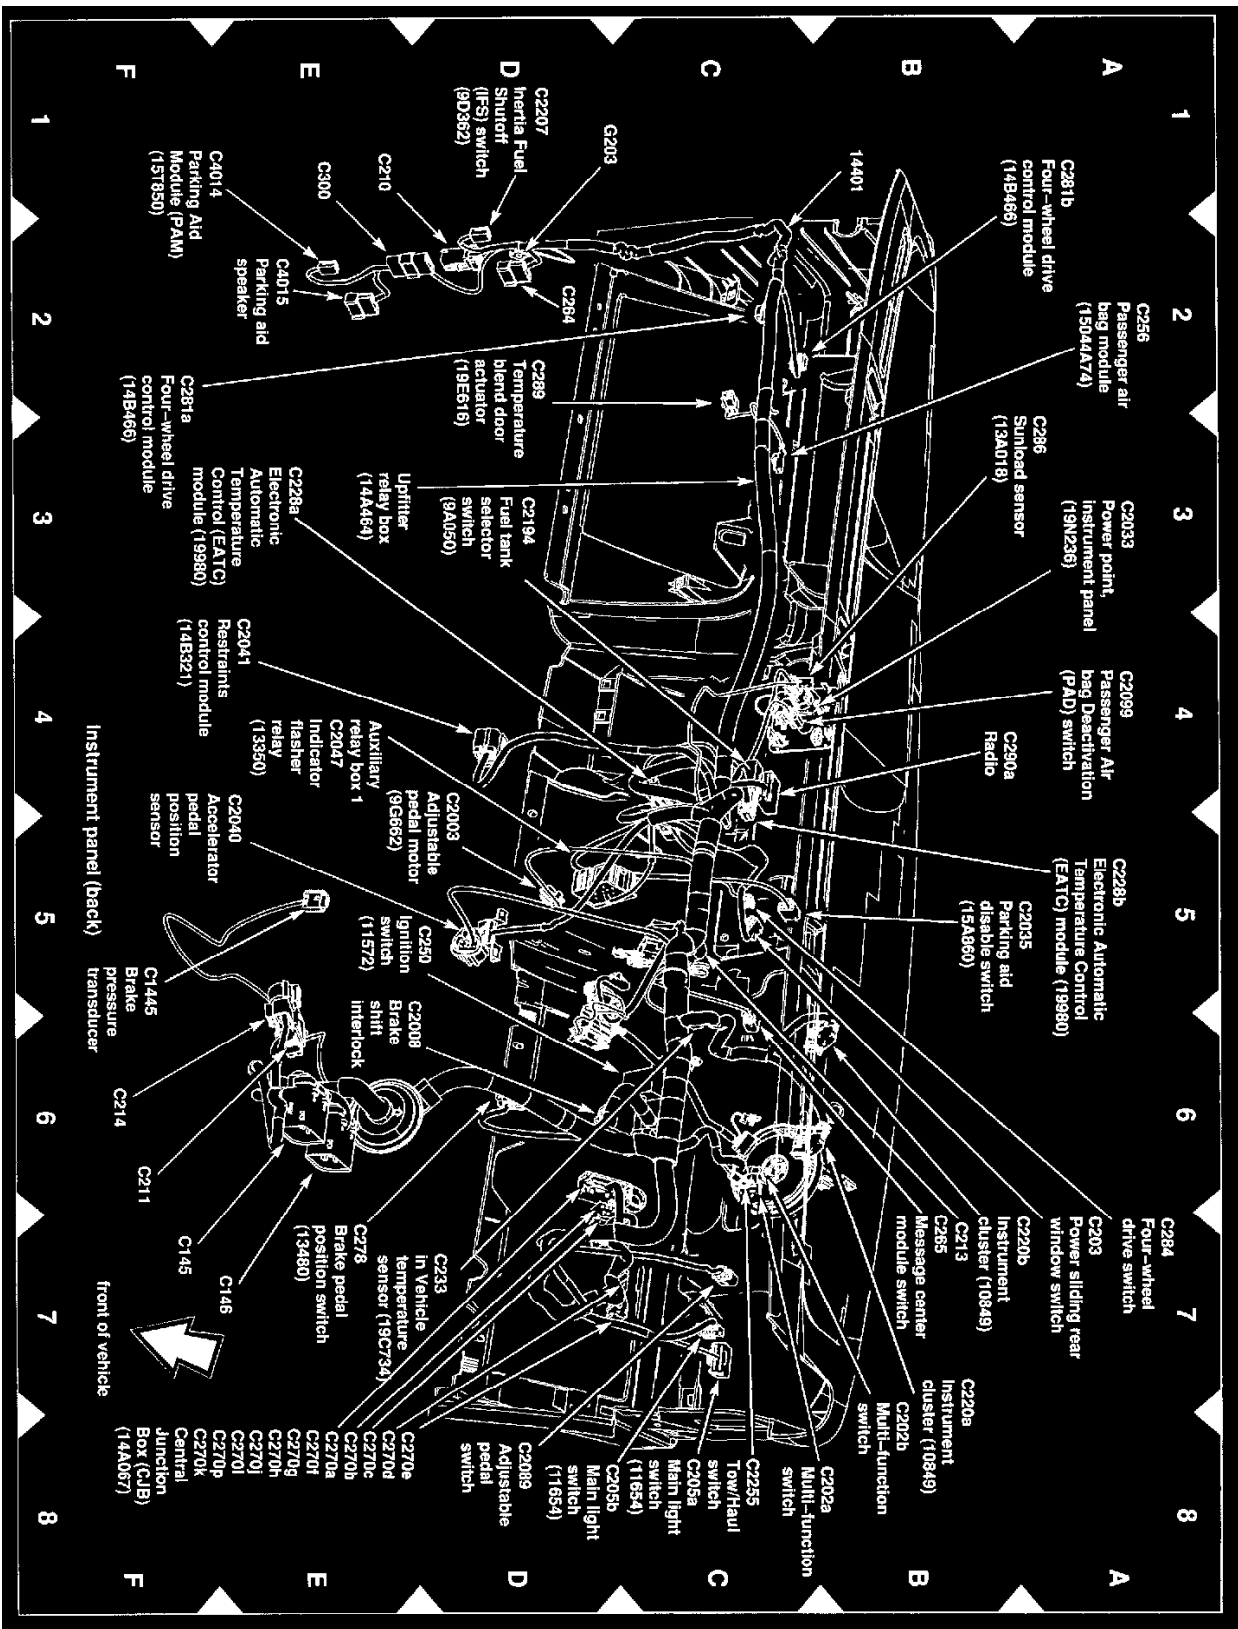 A
B
C
D
E
F
1
2
3
4
5
6
7
8
C281b
Four-wheel drive
control module
(14B466)
14401
G203
C2207
Inertia Fuel
Shutoff
(IFS) switch
(9D362)
C210
C300
C4014
Parking Aid
Module (PAM)
(15T850)
C256
Passenger air
bag module
(15044A74)
C264
C4015
Parking aid
speaker
C286
Sunload sensor
(13A018)
C289
Temperature
blend door
actuator
(19E616)
C281a
Four-wheel drive
control module
(14B466)
C2033
Power point,
instrument panel
(19N236)
C2194
Fuel tank
selector
switch
(9A050)
Upfitter
relay box
(14A464)
C228a
Electronic
Automatic
Temperature
Control (EATC)
module (19980)
C2099
Passenger Air
bag Deactivation
(PAD) switch
C290a
Radio
C2041
Restraints
control module
(14B321)
Auxiliary
relay box 1
C2047
Indicator
flasher
relay
(13350)
C228b
Electronic Automatic
Temperature Control
(EATC) module (19980)
C2035
Parking aid
disable switch
(15A860)
C2003
Adjustable
pedal motor
(9G662)
C2040
Accelerator
pedal
position
sensor
C250
Ignition
switch
(11572)
C2008
Brake
shift
interlock
C1445
Brake
pressure
transducer
C214
C211
C145
C146
C284
Four-wheel
drive switch
C203
Power sliding rear
window switch
C220b
Instrument
cluster (10849)
C213
C265
Message center
module switch
C233
in Vehicle
temperature
sensor (19C734)
C278
Brake pedal
position switch
(13480)
C220a
Instrument
cluster (10849)
C202b
Multi-function
switch
C202a
Multi-function
switch
C2255
Tow/Haul
switch
C205a
Main light
switch
(11654)
C205b
Main light
switch
(11654)
C2089
Adjustable
pedal
switch
C270e
C270d
C270c
C270b
C270a
C270f
C270g
C270h
C270j
C270l
C270p
C270k
Central
Junction
Box (CJB)
(14A067)
Instrument panel (back)
front of vehicle
1
2
3
4
5
6
7
8
A
B
C
D
E
F